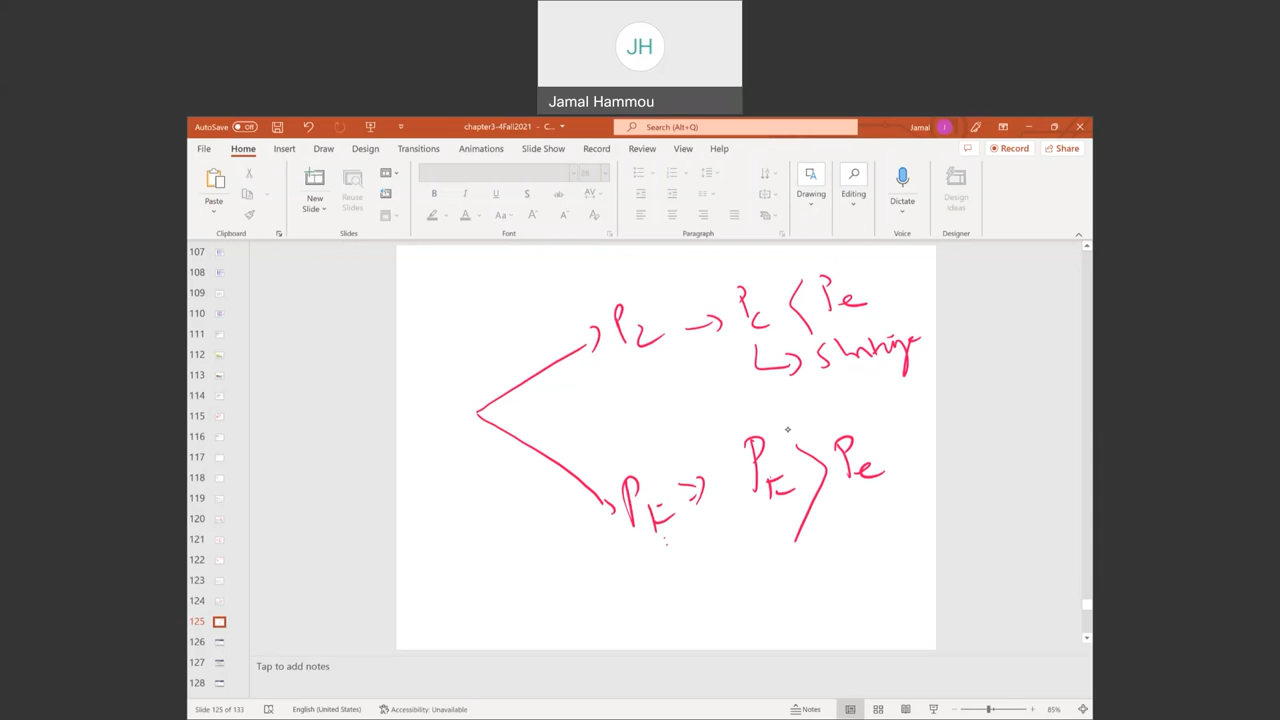 JH
Jamal Hammou
AutoSave Off
chapter3-4Fall2021 - C...
Search (Alt+Q)
Jamal J
File Home Insert Draw Design Transitions Animations Slide Show Record Review View Help Record Share
Paste
New Slide
Reuse Slides
28
B I U S ab AV
A Aa A A
Drawing
Editing
Dictate
Design Ideas
Clipboard Slides Font Paragraph Voice Designer
107
108
109
110
111
112
113
114
115
116
117
118
119
120
121
122
123
124
125
126
127
128
→ P → Pc < Pe
↳
→ P ⇒ P > Pe
Tap to add notes
Slide 125 of 133 English (United States) Accessibility: Unavailable Notes 85%